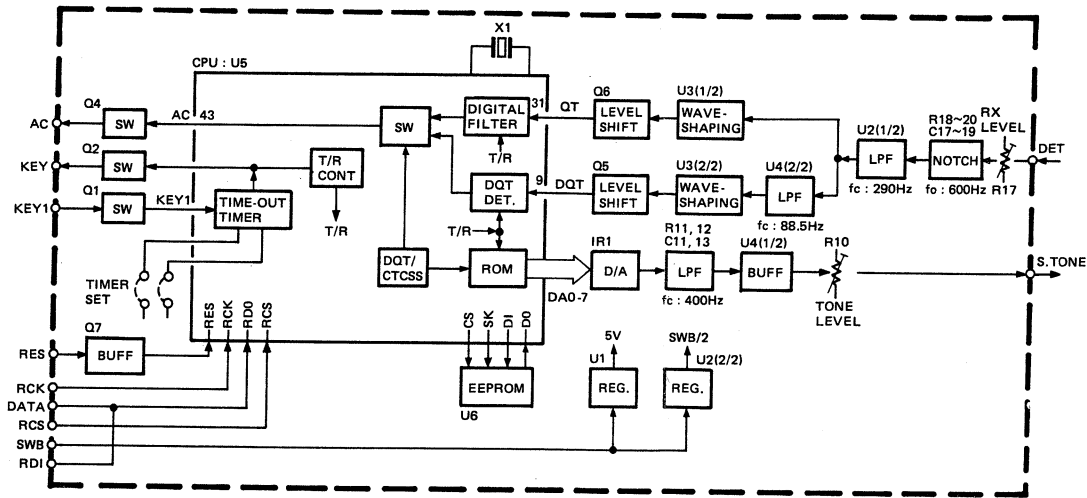 X1
CPU : U5
Q4
AC
SW
AC 43
SW
DIGITAL
FILTER
T/R
31
QT
Q6
LEVEL
SHIFT
U3(1/2)
WAVE-
SHAPING
U2(1/2)
LPF
fc : 290Hz
R18~20
C17~19
NOTCH
fc : 600Hz
RX
LEVEL
R17
DET
Q2
KEY
SW
T/R
CONT
T/R
DQT
DET.
9
DQT
Q5
LEVEL
SHIFT
U3(2/2)
WAVE-
SHAPING
U4(2/2)
LPF
fc : 88.5Hz
Q1
KEY1
SW
KEY1
TIME-OUT
TIMER
T/R
TIMER
SET
DQT/
CTCSS
ROM
DA0-7
IR1
D/A
R11, 12
C11, 13
LPF
fc : 400Hz
U4(1/2)
BUFF
R10
TONE
LEVEL
S.TONE
Q7
RES
BUFF
RES
RCK
RD0
RCS
CS
SK
DI
D0
EEPROM
U6
5V
U1
REG.
SWB/2
U2(2/2)
REG.
RCK
DATA
RCS
SWB
RDI